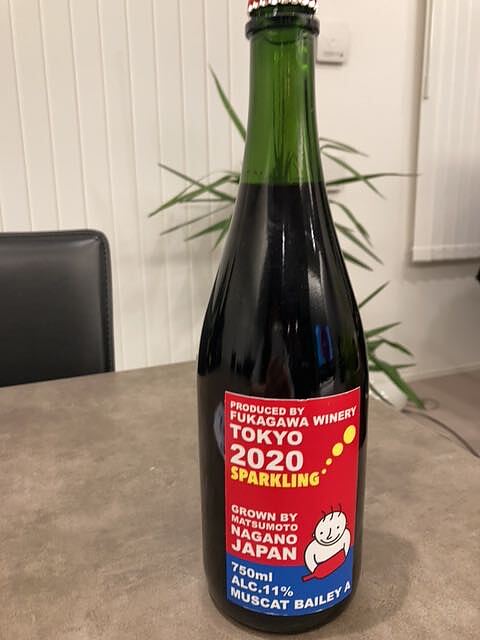 PRODUCED BY
FUKAGAWA WINERY
TOKYO
2020
SPARKLING
GROWN BY
MATSUMOTO
NAGANO
JAPAN
750ml
ALC.11%
MUSCAT BAILEY A